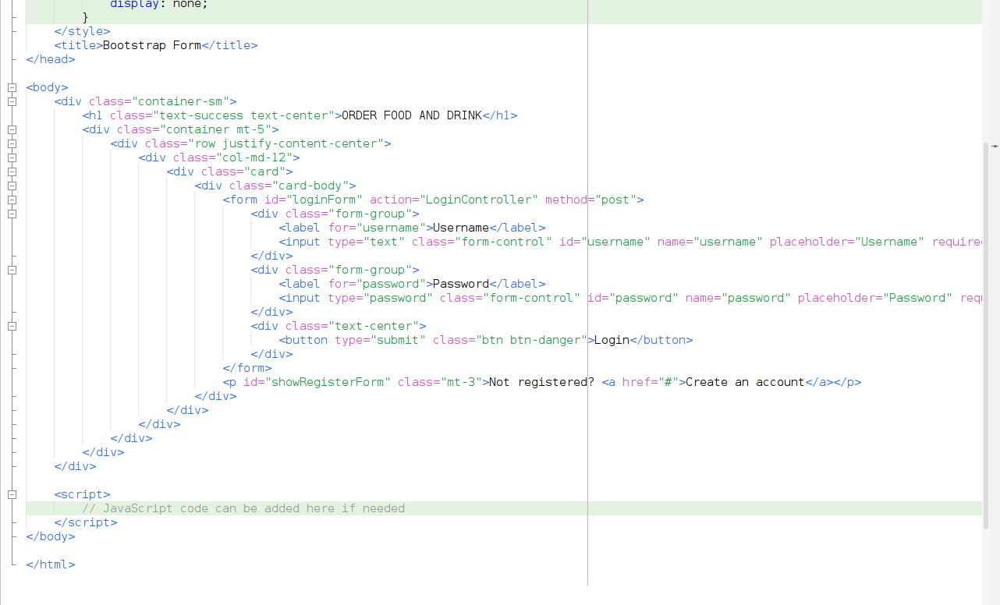 display: none;
}
</style>
<title>Bootstrap Form</title>
</head>
<body>
<div class="container-sm">
<h1 class="text-success text-center">ORDER FOOD AND DRINK</h1>
<div class="container mt-5">
<div class="row justify-content-center">
<div class="col-md-12">
<div class="card">
<div class="card-body">
<form id="loginForm" action="LoginController" method="post">
<div class="form-group">
<label for="username">Username</label>
<input type="text" class="form-control" id="username" name="username" placeholder="Username" require
</div>
<div class="form-group">
<label for="password">Password</label>
<input type="password" class="form-control" id="password" name="password" placeholder="Password" req
</div>
<div class="text-center">
<button type="submit" class="btn btn-danger">Login</button>
</div>
</form>
<p id="showRegisterForm" class="mt-3">Not registered? <a href="#">Create an account</a></p>
</div>
</div>
</div>
</div>
</div>
</div>
<script>
// JavaScript code can be added here if needed
</script>
</body>
</html>